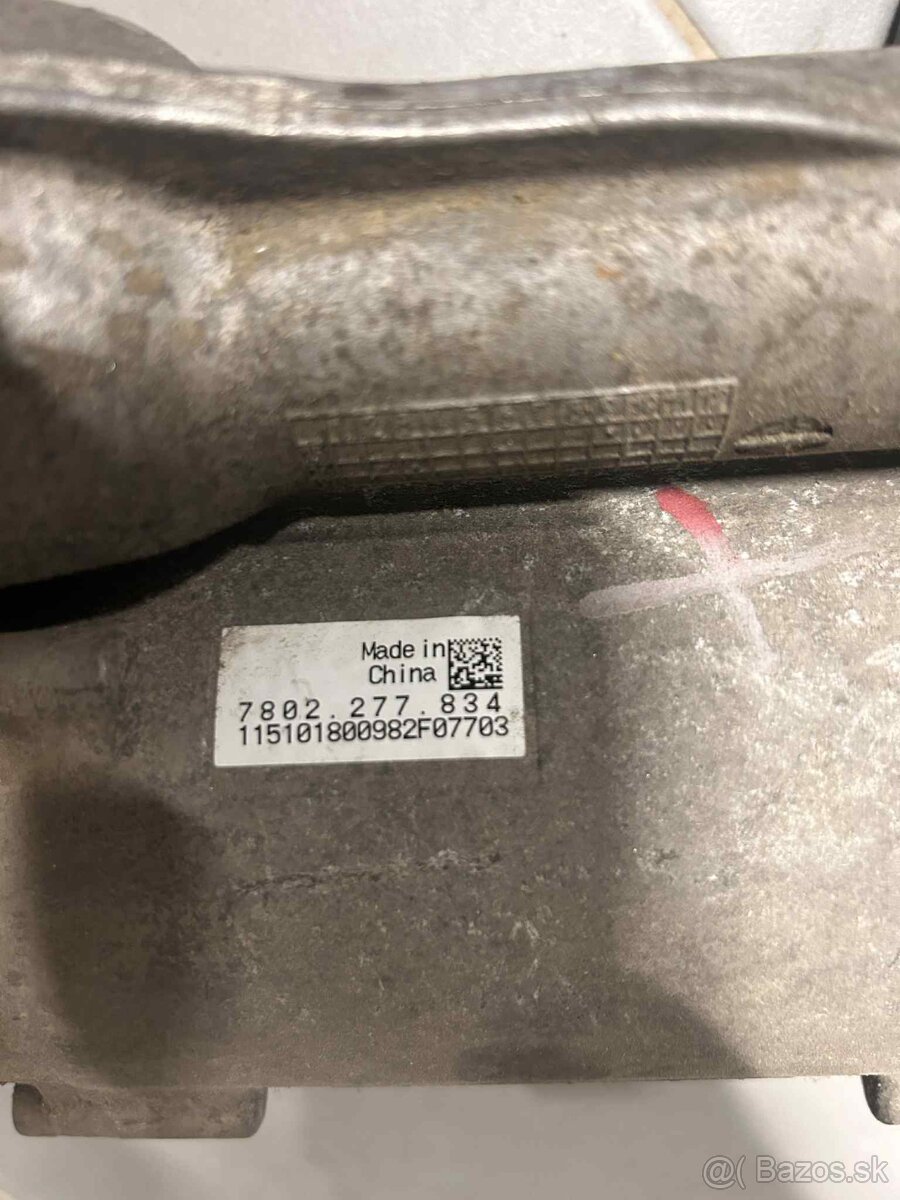 Made in
China
7802.277.834
115101800982F07703
@( Bazos.sk